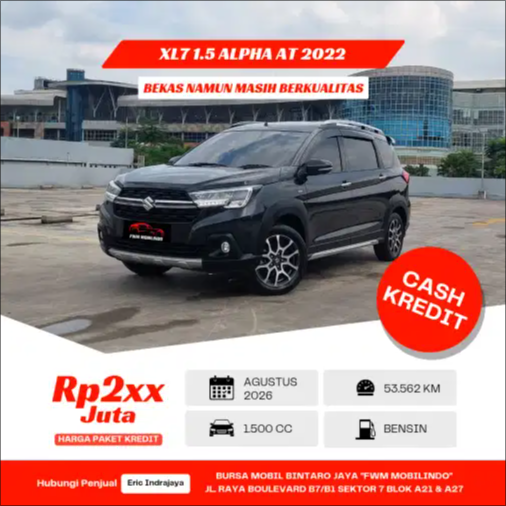 XL7 1.5 ALPHA AT 2022
BEKAS NAMUN MASIH BERKUALITAS
FWM MOBILINDO
CASH
KREDIT
Rp2xx
Juta
HARGA PAKET KREDIT
AGUSTUS
2026
53.562 KM
1.500 CC
BENSIN
Hubungi Penjual
Eric Indrajaya
BURSA MOBIL BINTARO JAYA "FWM MOBILINDO"
JL. RAYA BOULEVARD B7/B1 SEKTOR 7 BLOK A21 & A27